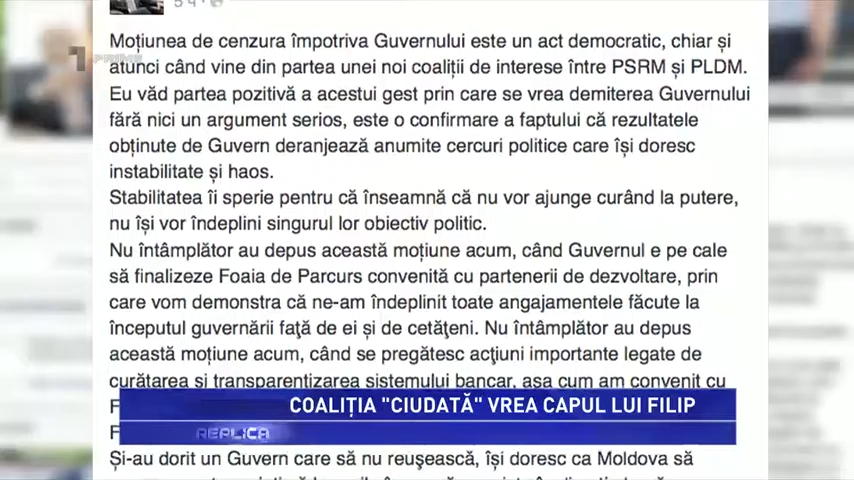 5 4
1 PRIME
Moțiunea de cenzura împotriva Guvernului este un act democratic, chiar și
atunci când vine din partea unei noi coaliții de interese între PSRM și PLDM.
Eu văd partea pozitivă a acestui gest prin care se vrea demiterea Guvernului
fără nici un argument serios, este o confirmare a faptului că rezultatele
obținute de Guvern deranjează anumite cercuri politice care își doresc
instabilitate și haos.
Stabilitatea îi sperie pentru că înseamnă că nu vor ajunge curând la putere,
nu își vor îndeplini singurul lor obiectiv politic.
Nu întâmplător au depus această moțiune acum, când Guvernul e pe cale
să finalizeze Foaia de Parcurs convenită cu partenerii de dezvoltare, prin
care vom demonstra că ne-am îndeplinit toate angajamentele făcute la
începutul guvernării față de ei și de cetățeni. Nu întâmplător au depus
această moțiune acum, când se pregătesc acțiuni importante legate de
curățarea și transparentizarea sistemului bancar, așa cum am convenit cu
F
COALIȚIA "CIUDATĂ" VREA CAPUL LUI FILIP
F
REPLICA
Și-au dorit un Guvern care să nu reușească, își doresc ca Moldova să